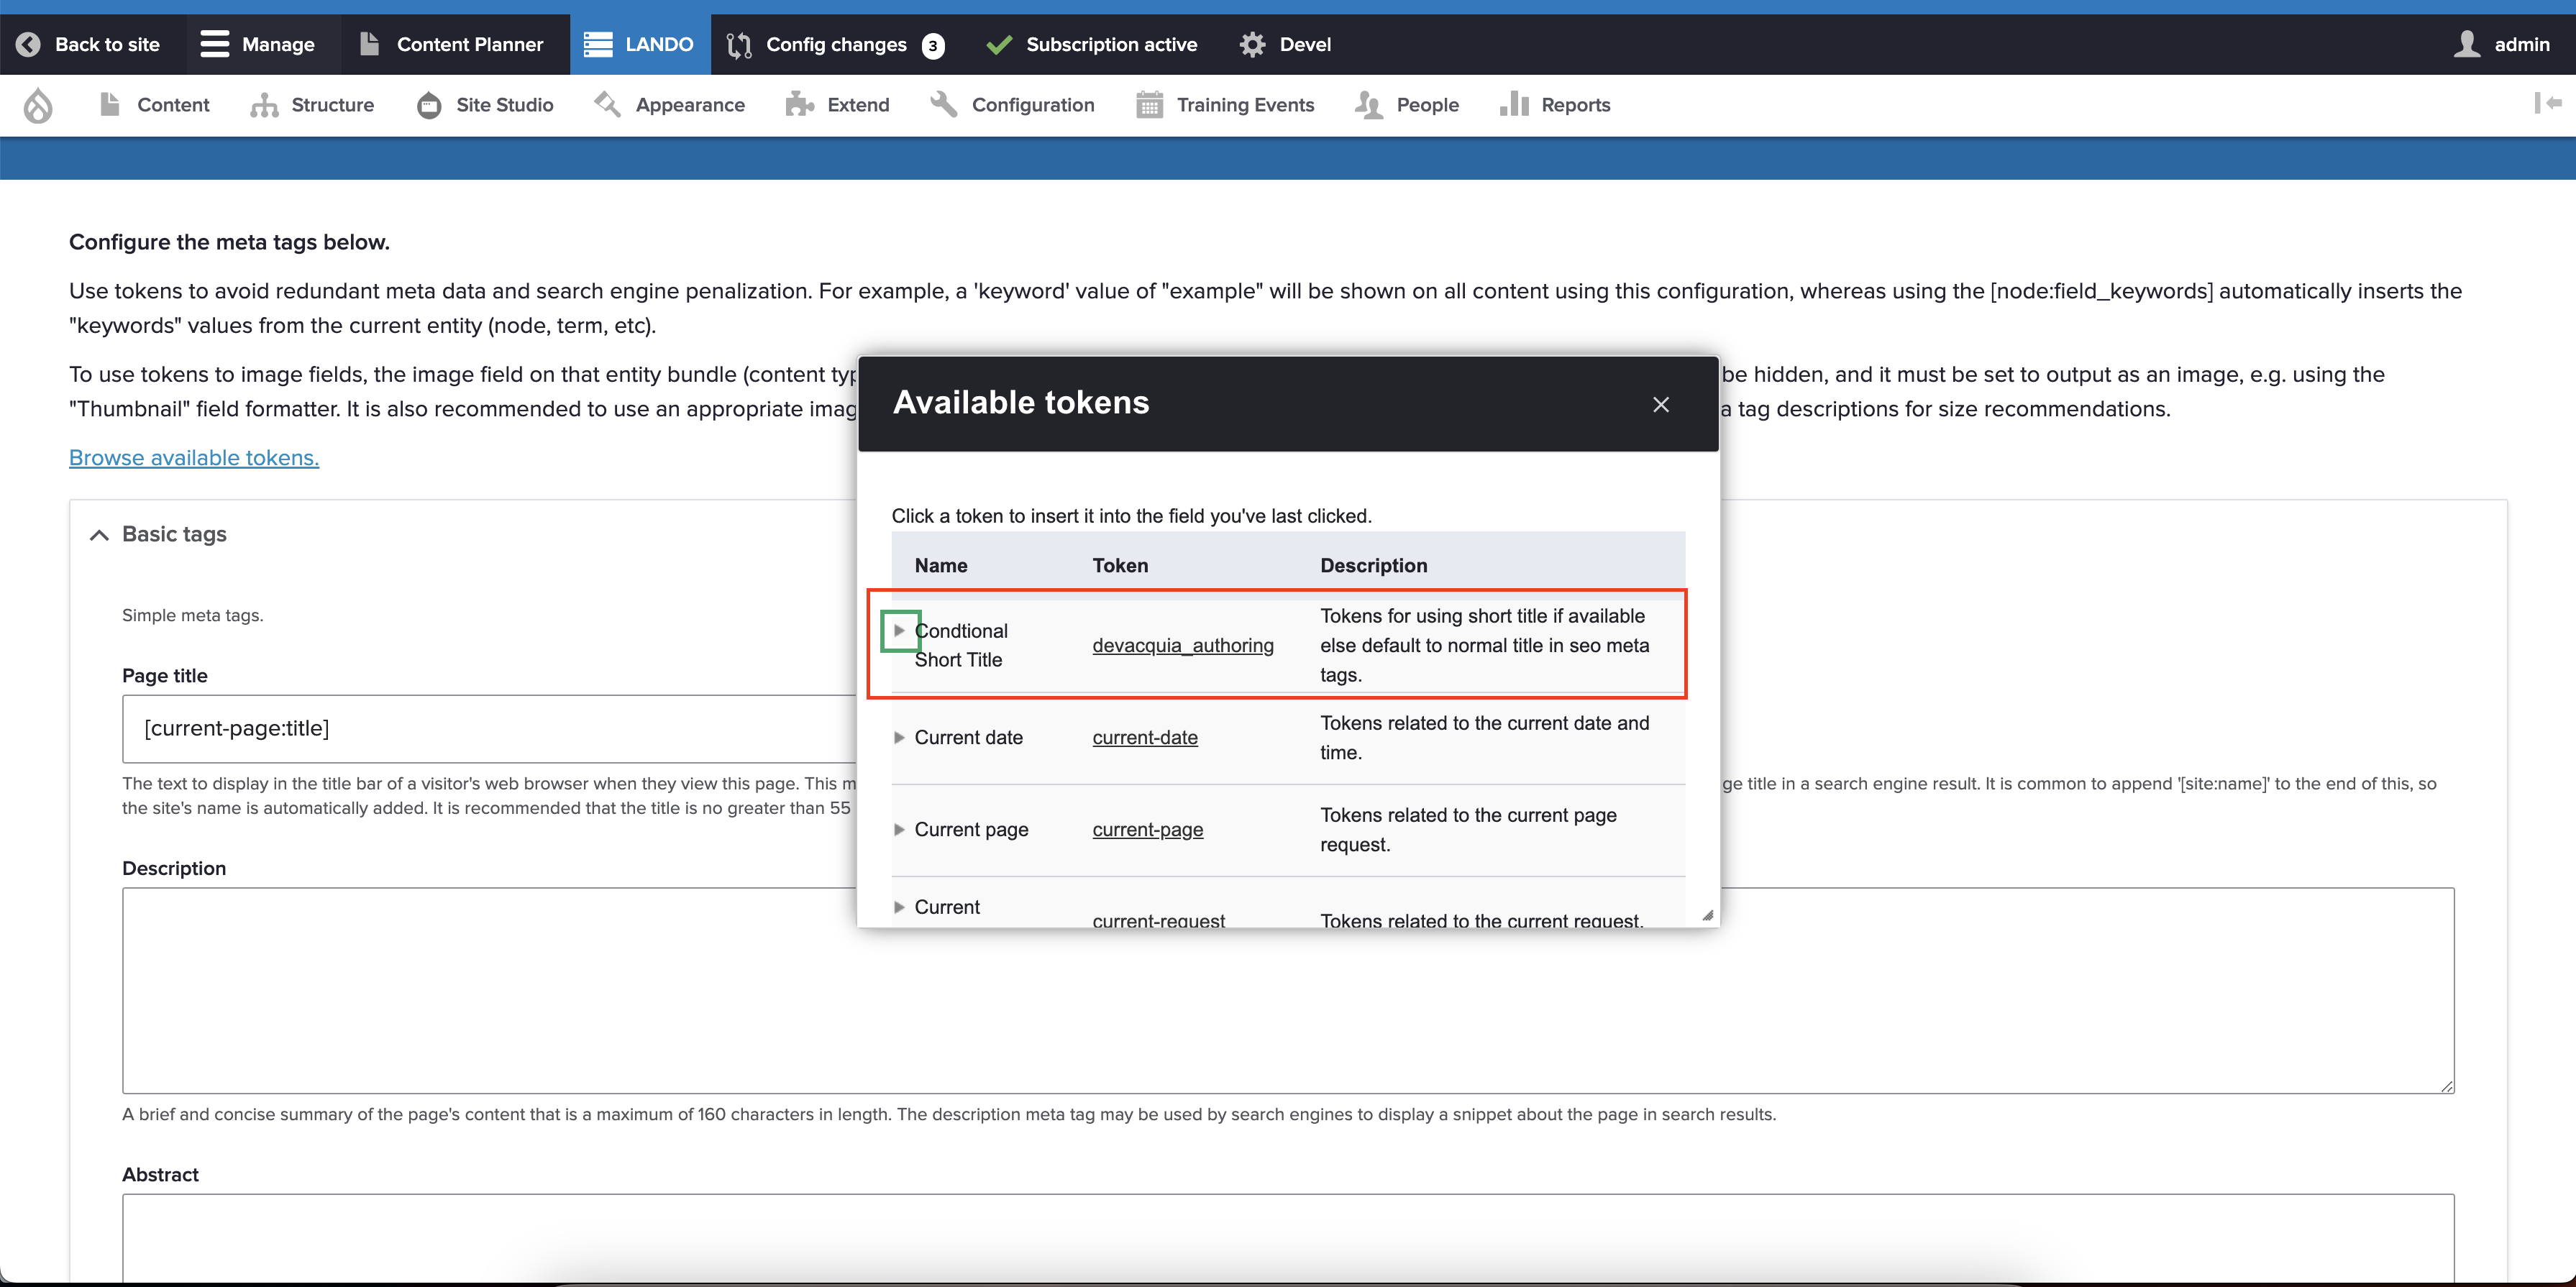 Back to site Manage Content Planner LANDO Config changes 3 Subscription active Devel admin
Content Structure Site Studio Appearance Extend Configuration Training Events People Reports
Configure the meta tags below.
Use tokens to avoid redundant meta data and search engine penalization. For example, a 'keyword' value of "example" will be shown on all content using this configuration, whereas using the [node:field_keywords] automatically inserts the
"keywords" values from the current entity (node, term, etc).
To use tokens to image fields, the image field on that entity bundle (content typ
be hidden, and it must be set to output as an image, e.g. using the
"Thumbnail" field formatter. It is also recommended to use an appropriate imag
a tag descriptions for size recommendations.
Browse available tokens.
Basic tags
Simple meta tags.
Page title
[current-page:title]
The text to display in the title bar of a visitor's web browser when they view this page. This m
ge title in a search engine result. It is common to append '[site:name]' to the end of this, so
the site's name is automatically added. It is recommended that the title is no greater than 55
Description
A brief and concise summary of the page's content that is a maximum of 160 characters in length. The description meta tag may be used by search engines to display a snippet about the page in search results.
Abstract
Available tokens
Click a token to insert it into the field you've last clicked.
Name Token Description
Condtional
Short Title
devacquia_authoring
Tokens for using short title if available
else default to normal title in seo meta
tags.
Current date
current-date
Tokens related to the current date and
time.
Current page
current-page
Tokens related to the current page
request.
Current
current-request
Tokens related to the current request.